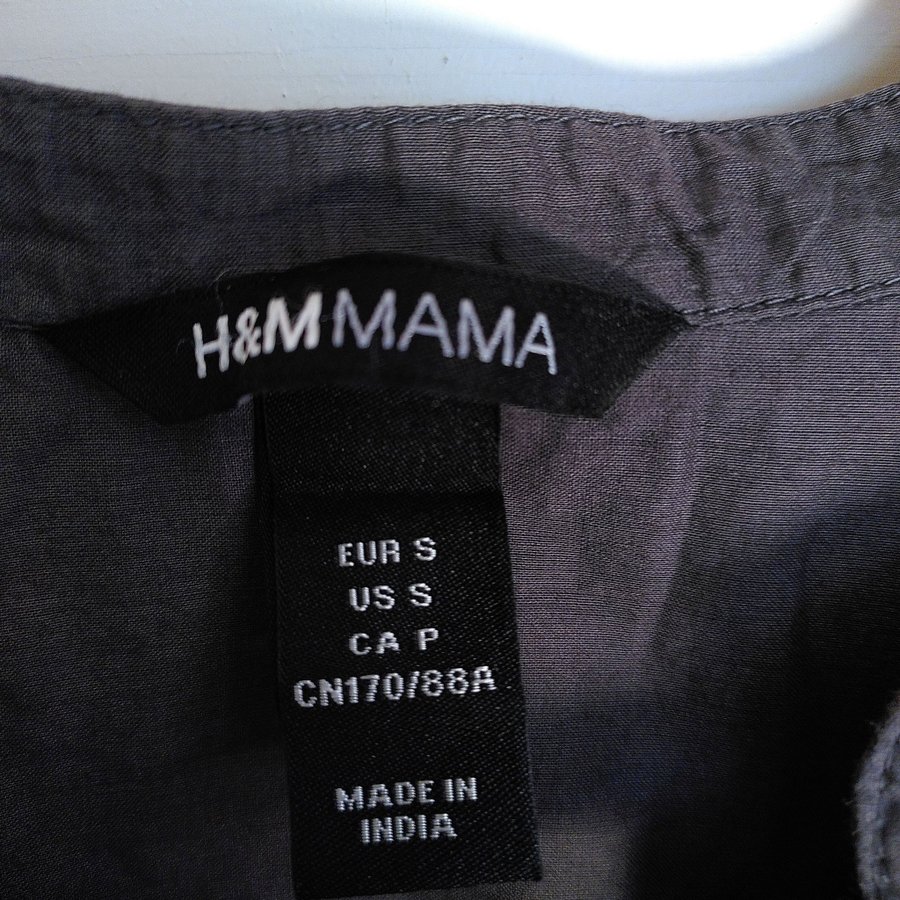 H&M MAMA
EUR S
US S
CA P
CN170/88A
MADE IN
INDIA